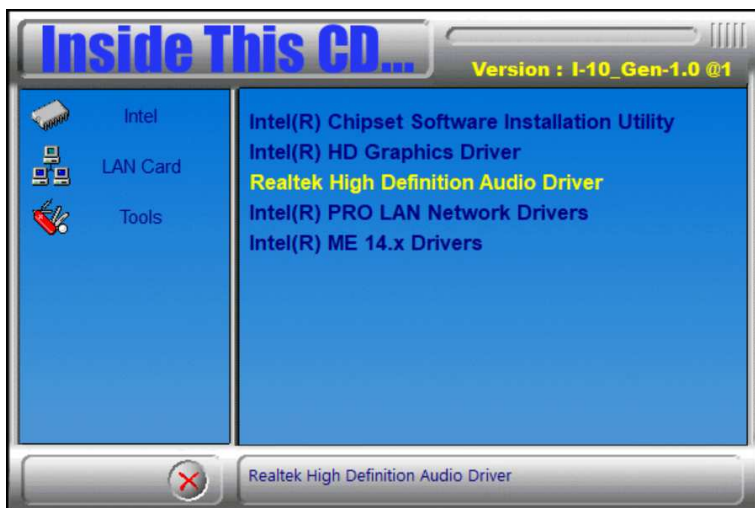 Inside This CD...
Version : I-10_Gen-1.0 @1
Intel
LAN Card
Tools
Intel(R) Chipset Software Installation Utility
Intel(R) HD Graphics Driver
Realtek High Definition Audio Driver
Intel(R) PRO LAN Network Drivers
Intel(R) ME 14.x Drivers
Realtek High Definition Audio Driver